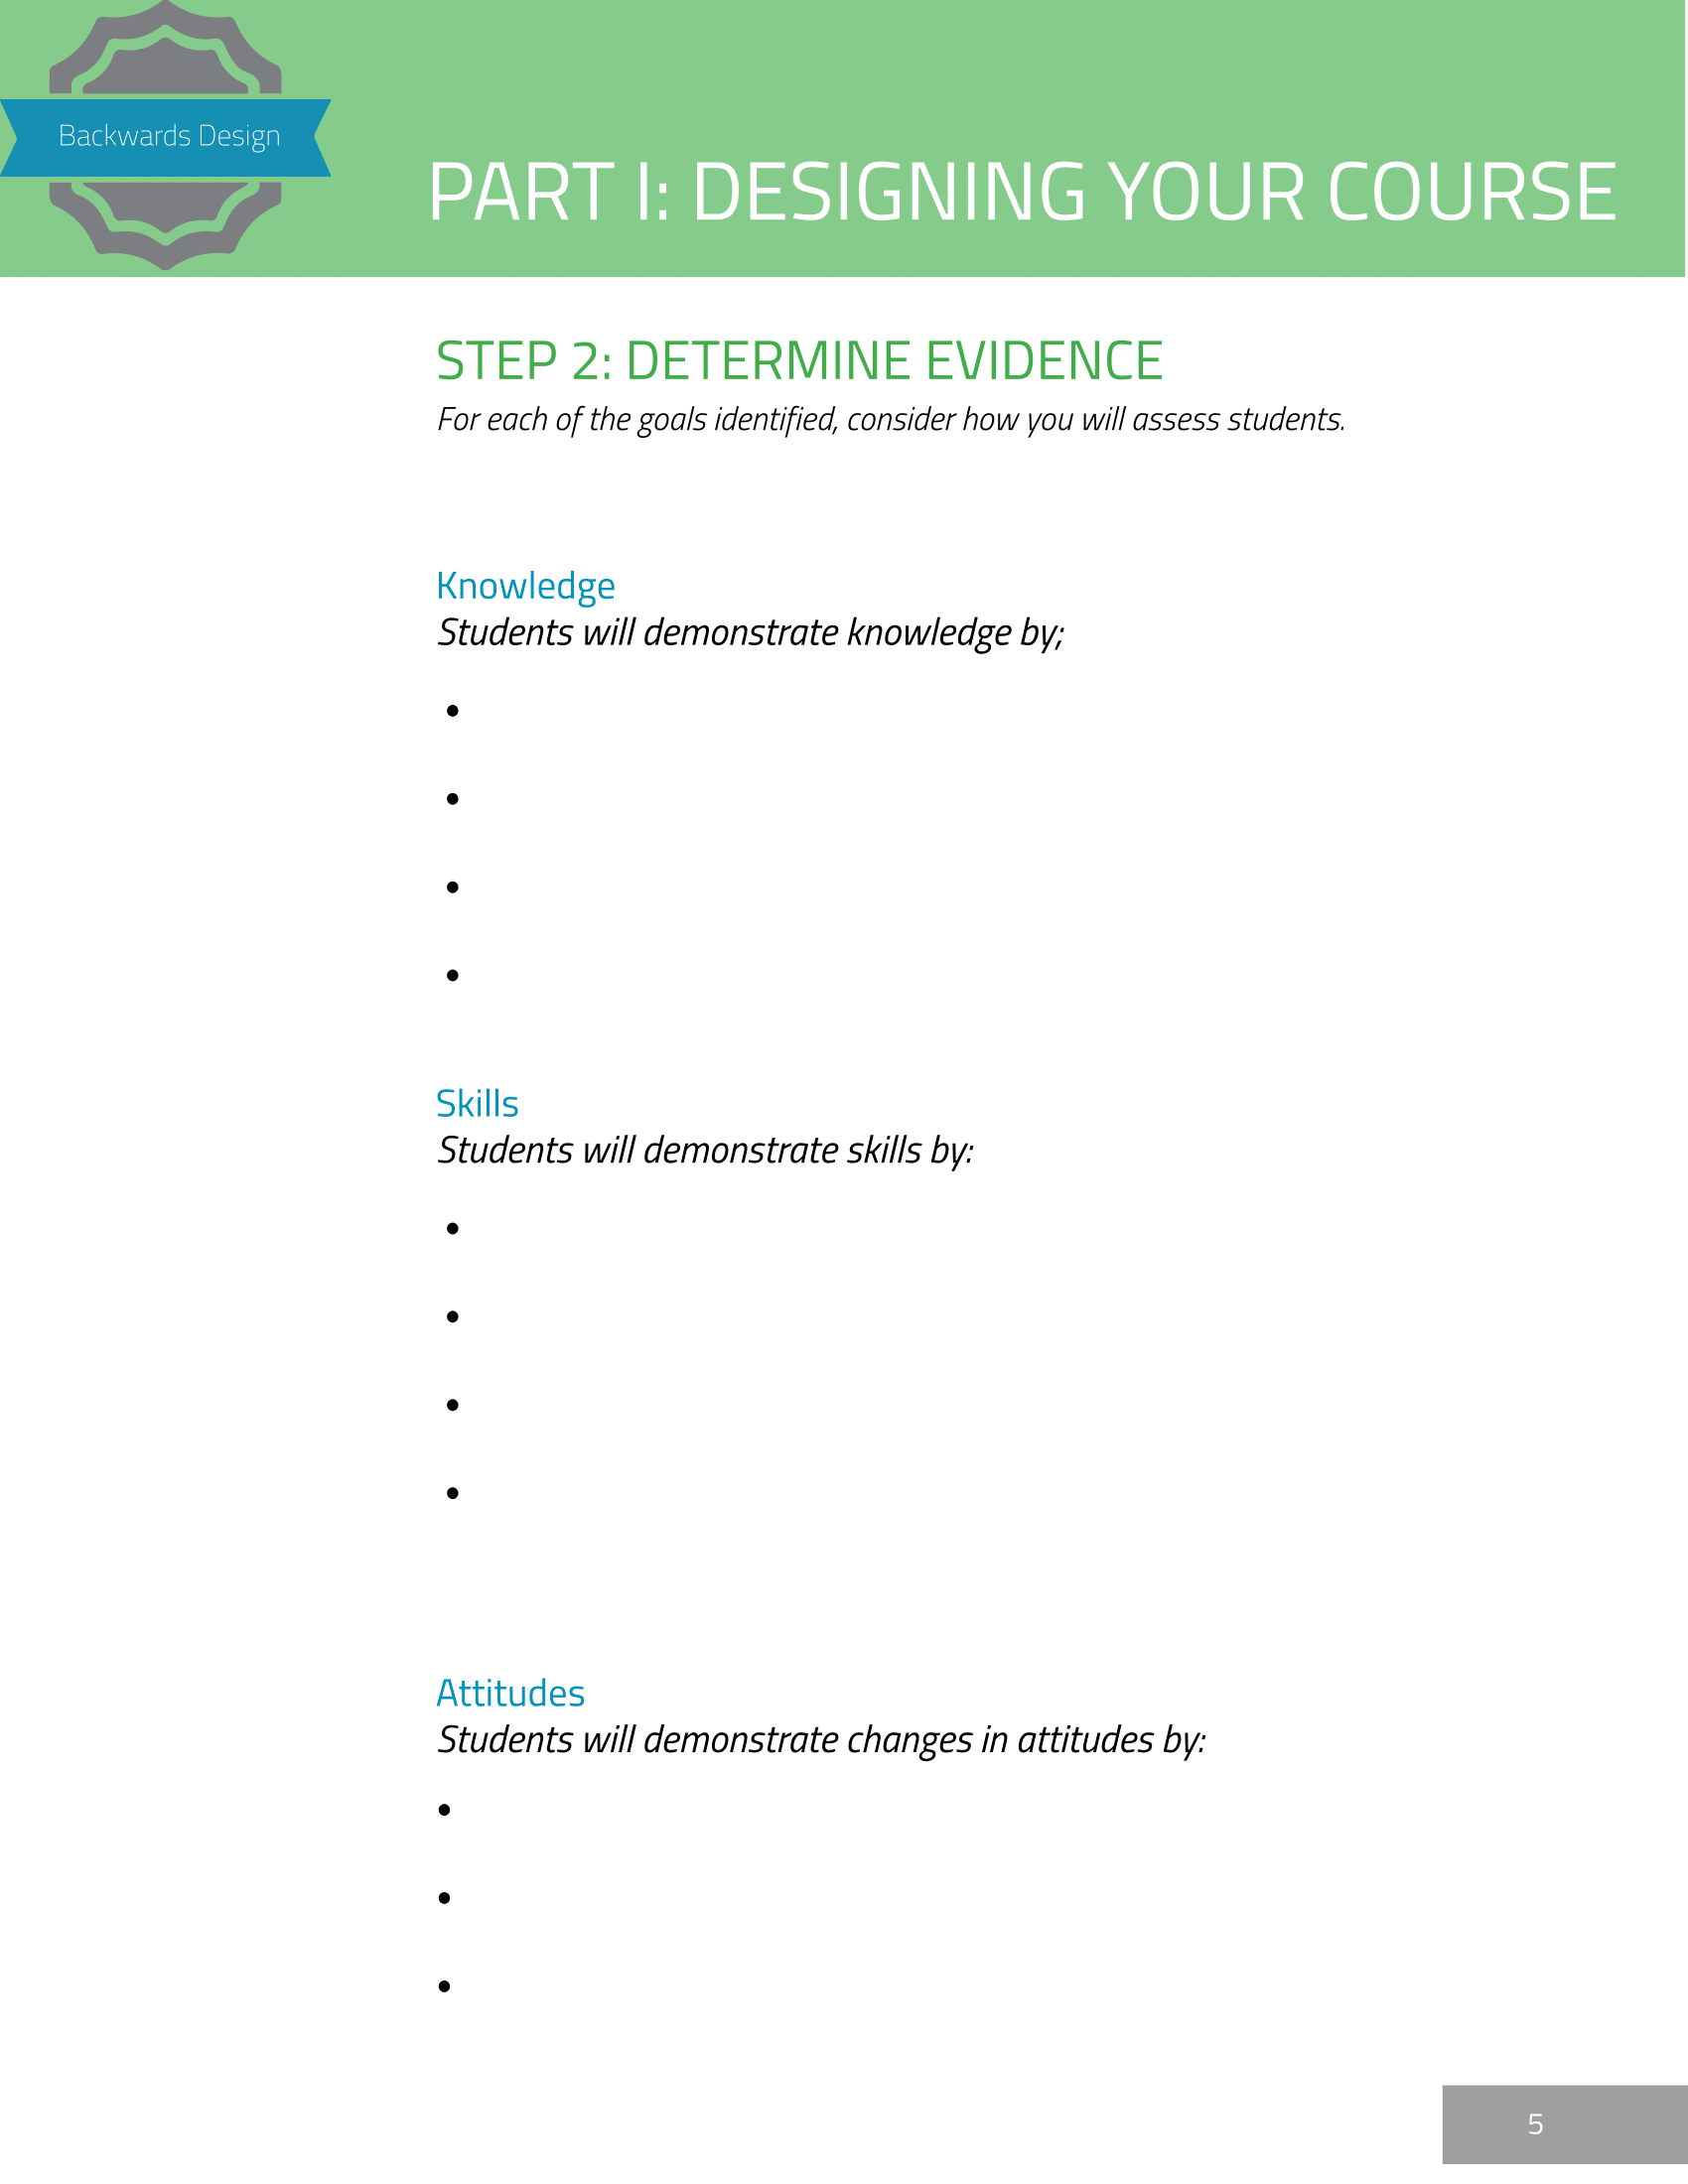 Backwards Design
PART I: DESIGNING YOUR COURSE
STEP 2: DETERMINE EVIDENCE
For each of the goals identified, consider how you will assess students.
Knowledge
Students will demonstrate knowledge by;
•
•
•
•
Skills
Students will demonstrate skills by:
•
•
•
•
Attitudes
Students will demonstrate changes in attitudes by:
•
•
•
5